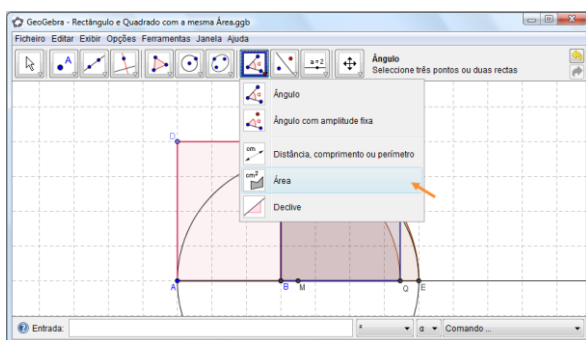 GeoGebra - Rectângulo e Quadrado com a mesma Área.ggb
Ficheiro Editar Exibir Opções Ferramentas Janela Ajuda
A
α
a = 2
Ângulo
Seleccione três pontos ou duas rectas
Ângulo
Ângulo com amplitude fixa
cm Distância, comprimento ou perímetro
cm² Área
Declive
D
A B M Q E
Entrada: ² α Comando ...